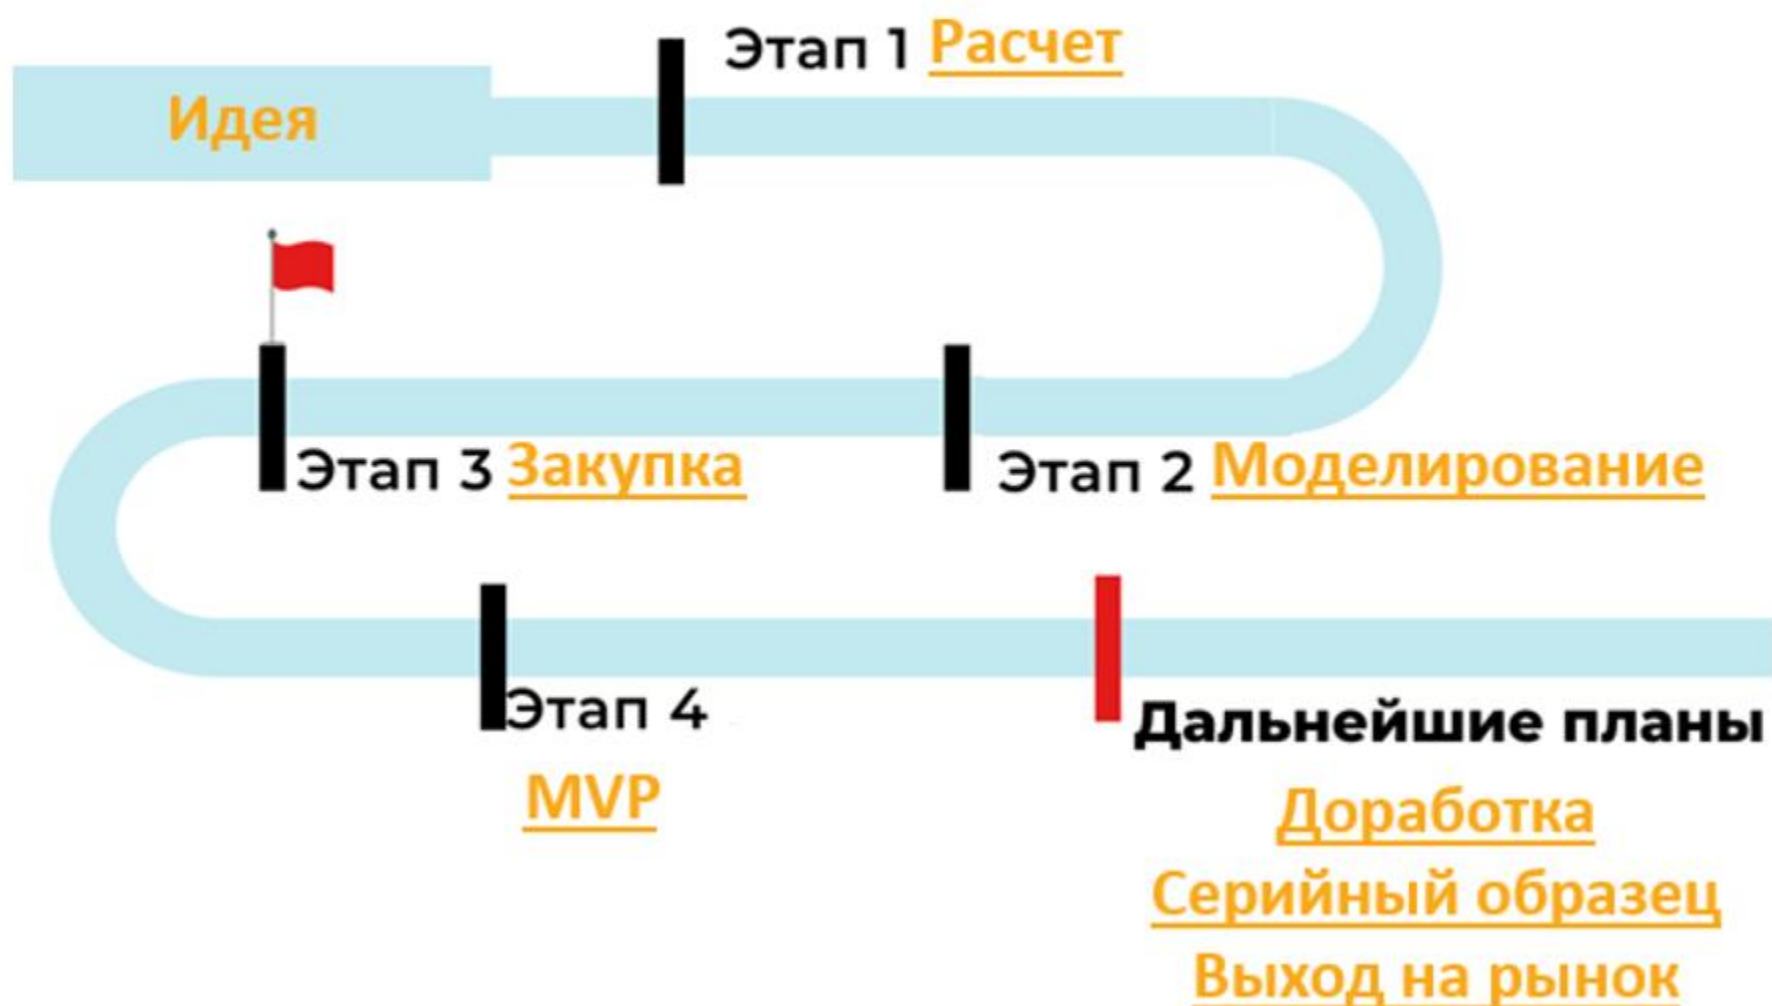 Этап 1 Расчет
Идея
Этап 3 Закупка
Этап 2 Моделирование
Этап 4
MVP
Дальнейшие планы
Доработка
Серийный образец
Выход на рынок